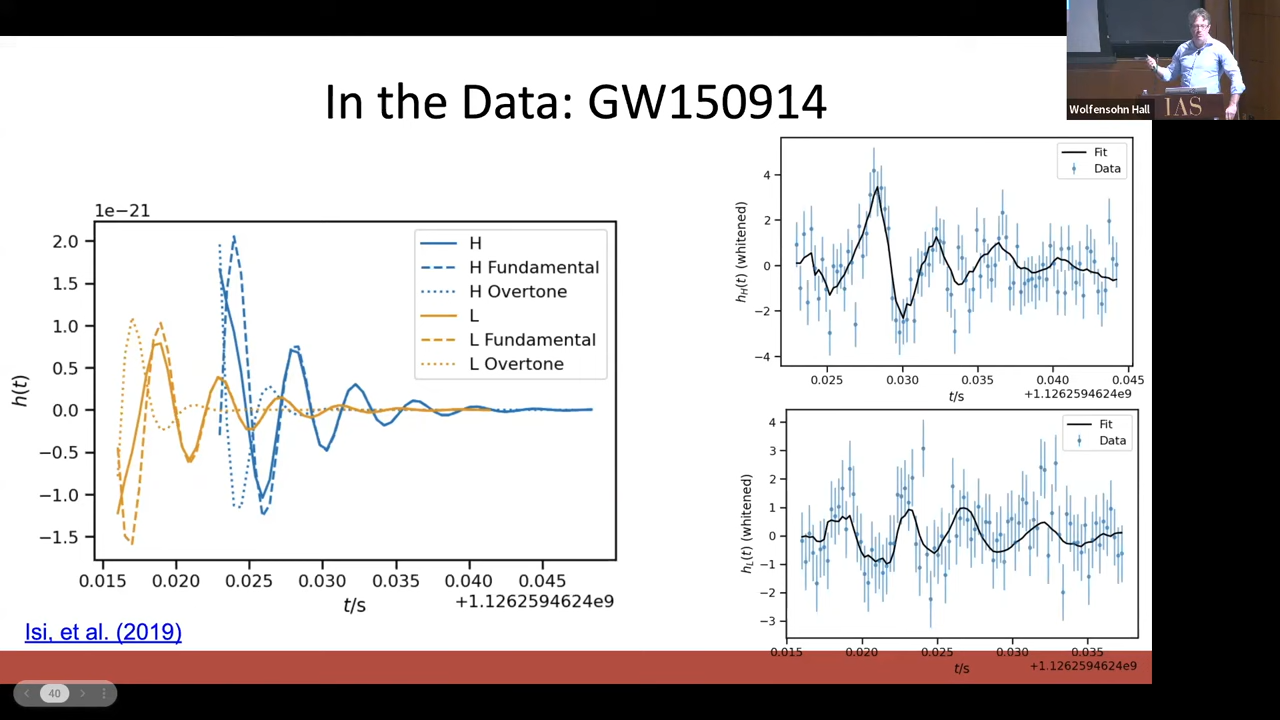 In the Data: GW150914
Wolfensohn Hall
IAS
1e−21
2.0
1.5
1.0
0.5
0.0
−0.5
−1.0
−1.5
h(t)
H
H Fundamental
H Overtone
L
L Fundamental
L Overtone
0.015 0.020 0.025 0.030 0.035 0.040 0.045
t/s
+1.1262594624e9
Fit
Data
4
2
0
−2
−4
h_H(t) (whitened)
0.025 0.030 0.035 0.040 0.045
t/s
+1.1262594624e9
Fit
Data
4
3
2
1
0
−1
−2
−3
h_L(t) (whitened)
0.015 0.020 0.025 0.030 0.035
t/s
+1.1262594624e9
Isi, et al. (2019)
40